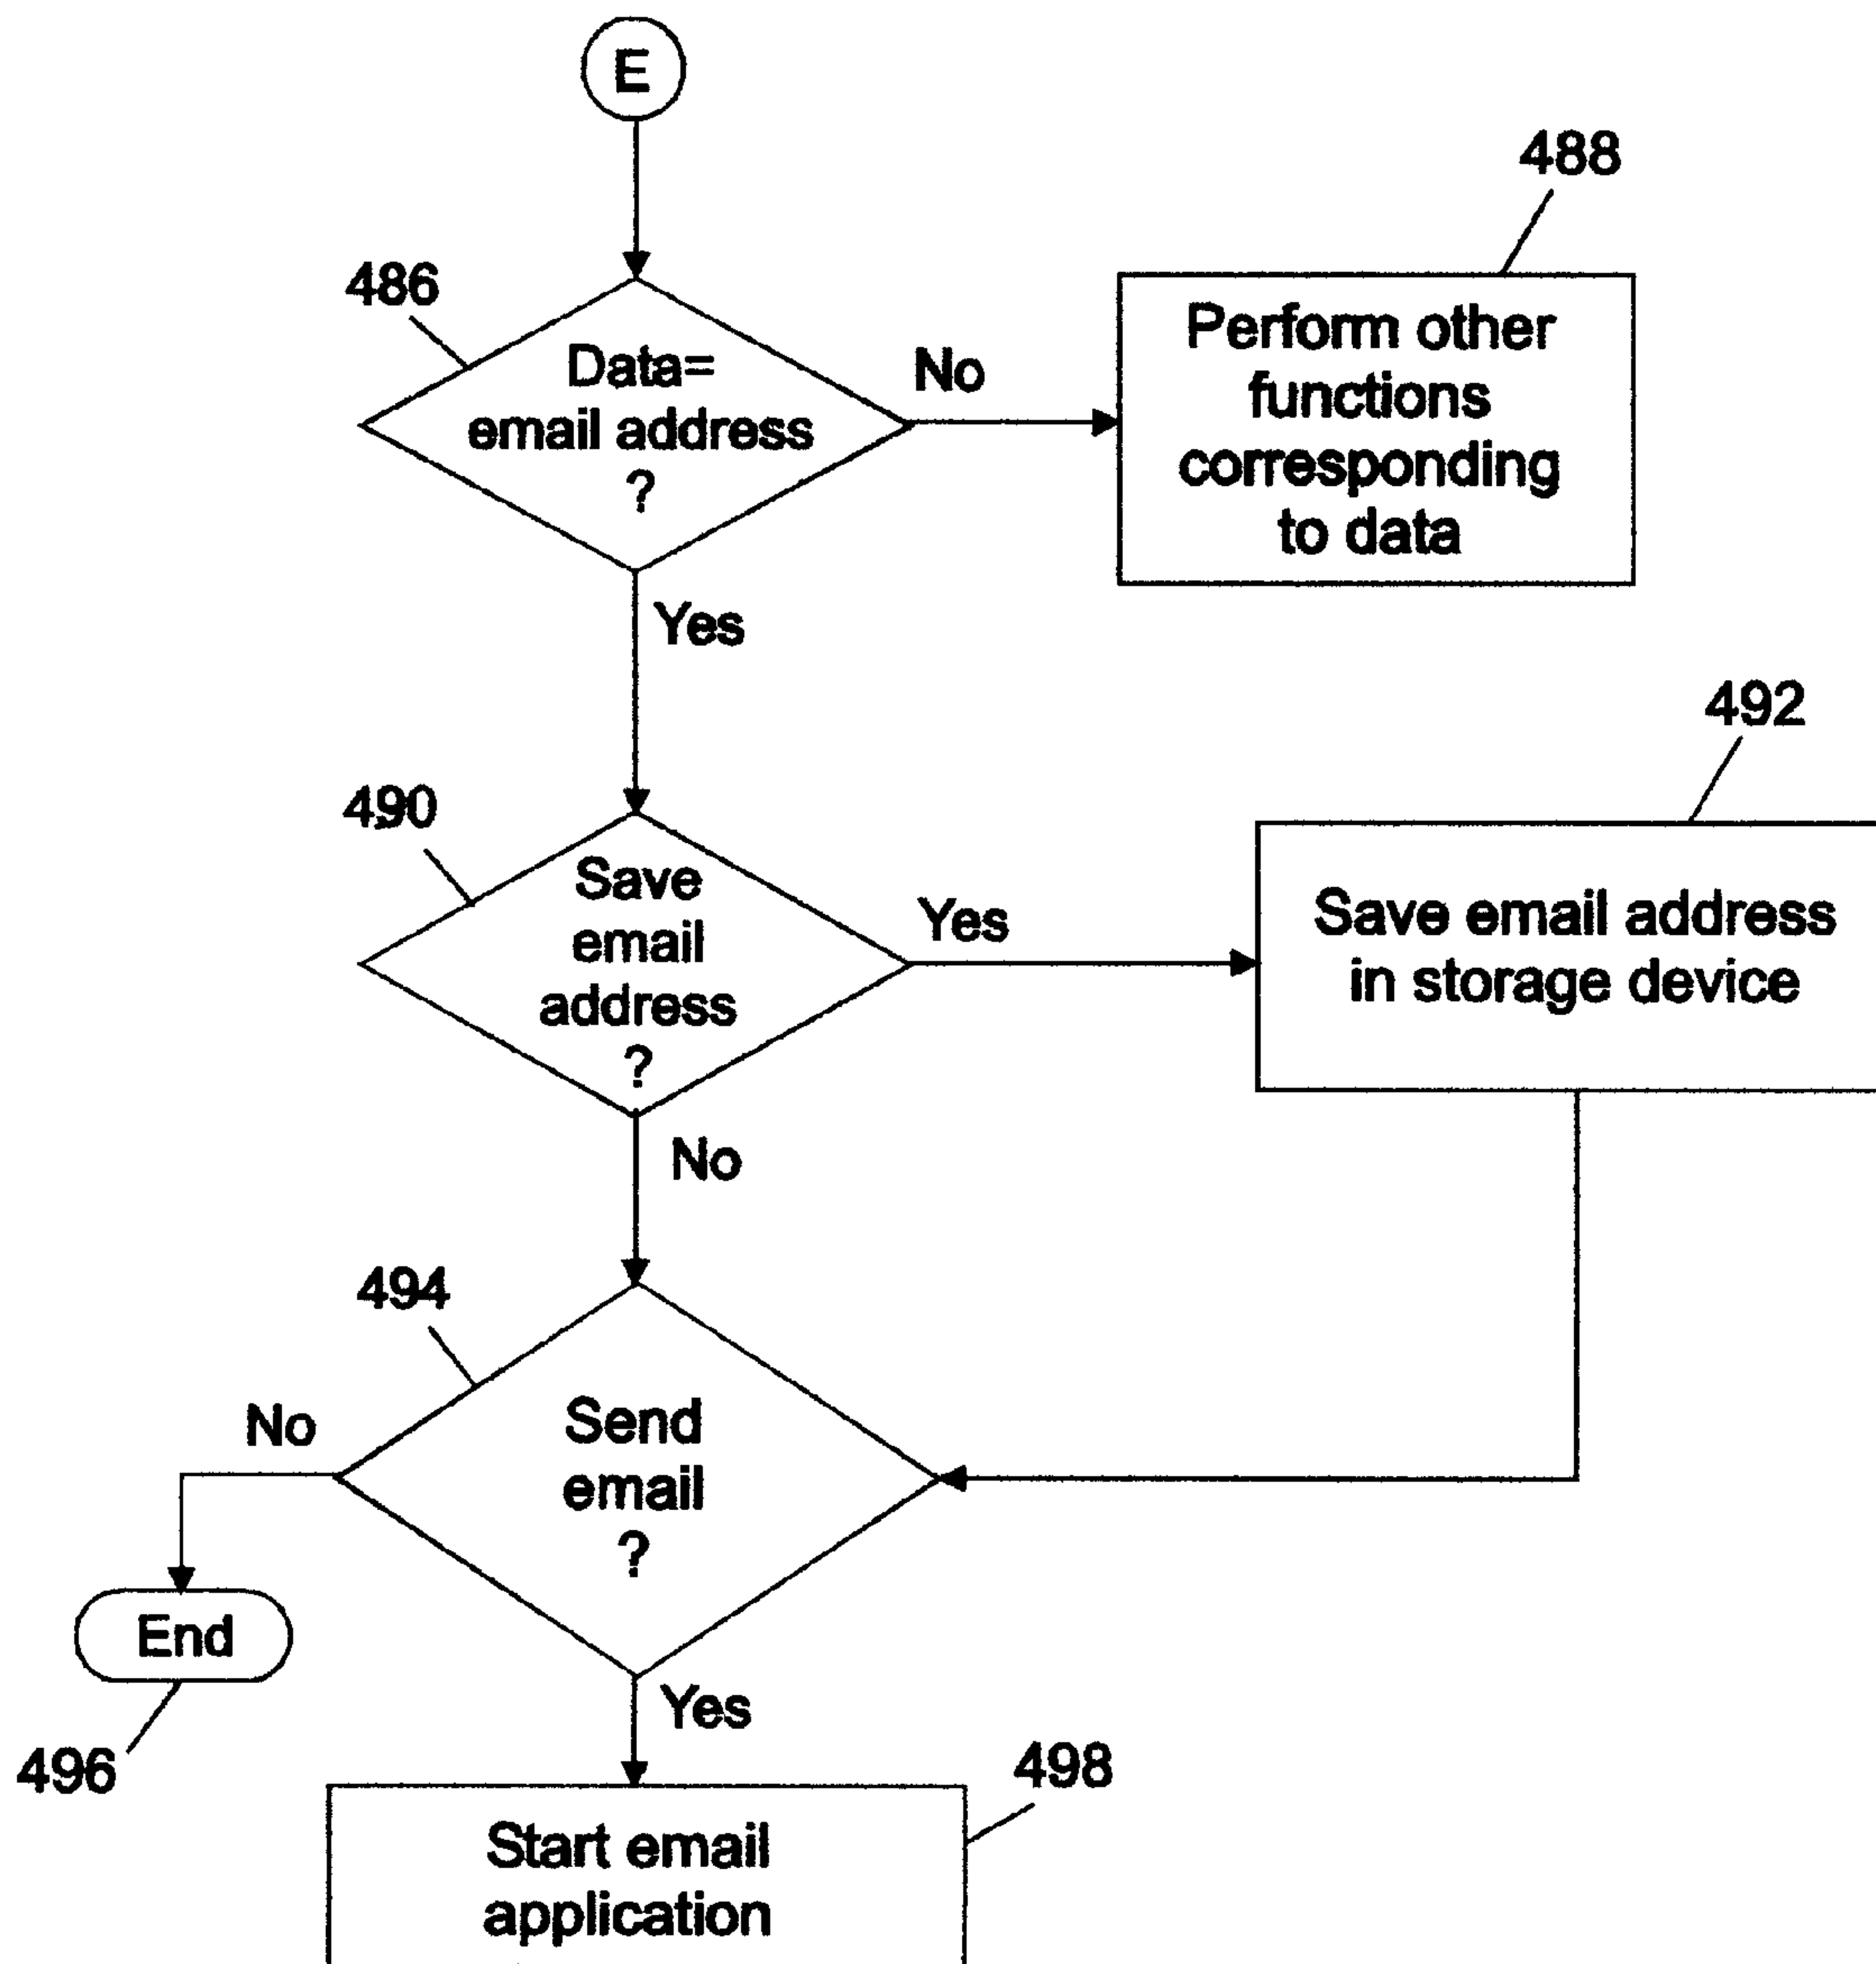 E
488
486
Data=
email address
?
No
Perform other
functions
corresponding
to data
Yes
492
490
Save
email
address
?
Yes
Save email address
in storage device
No
494
No
Send
email
?
End
Yes
496
498
Start email
application